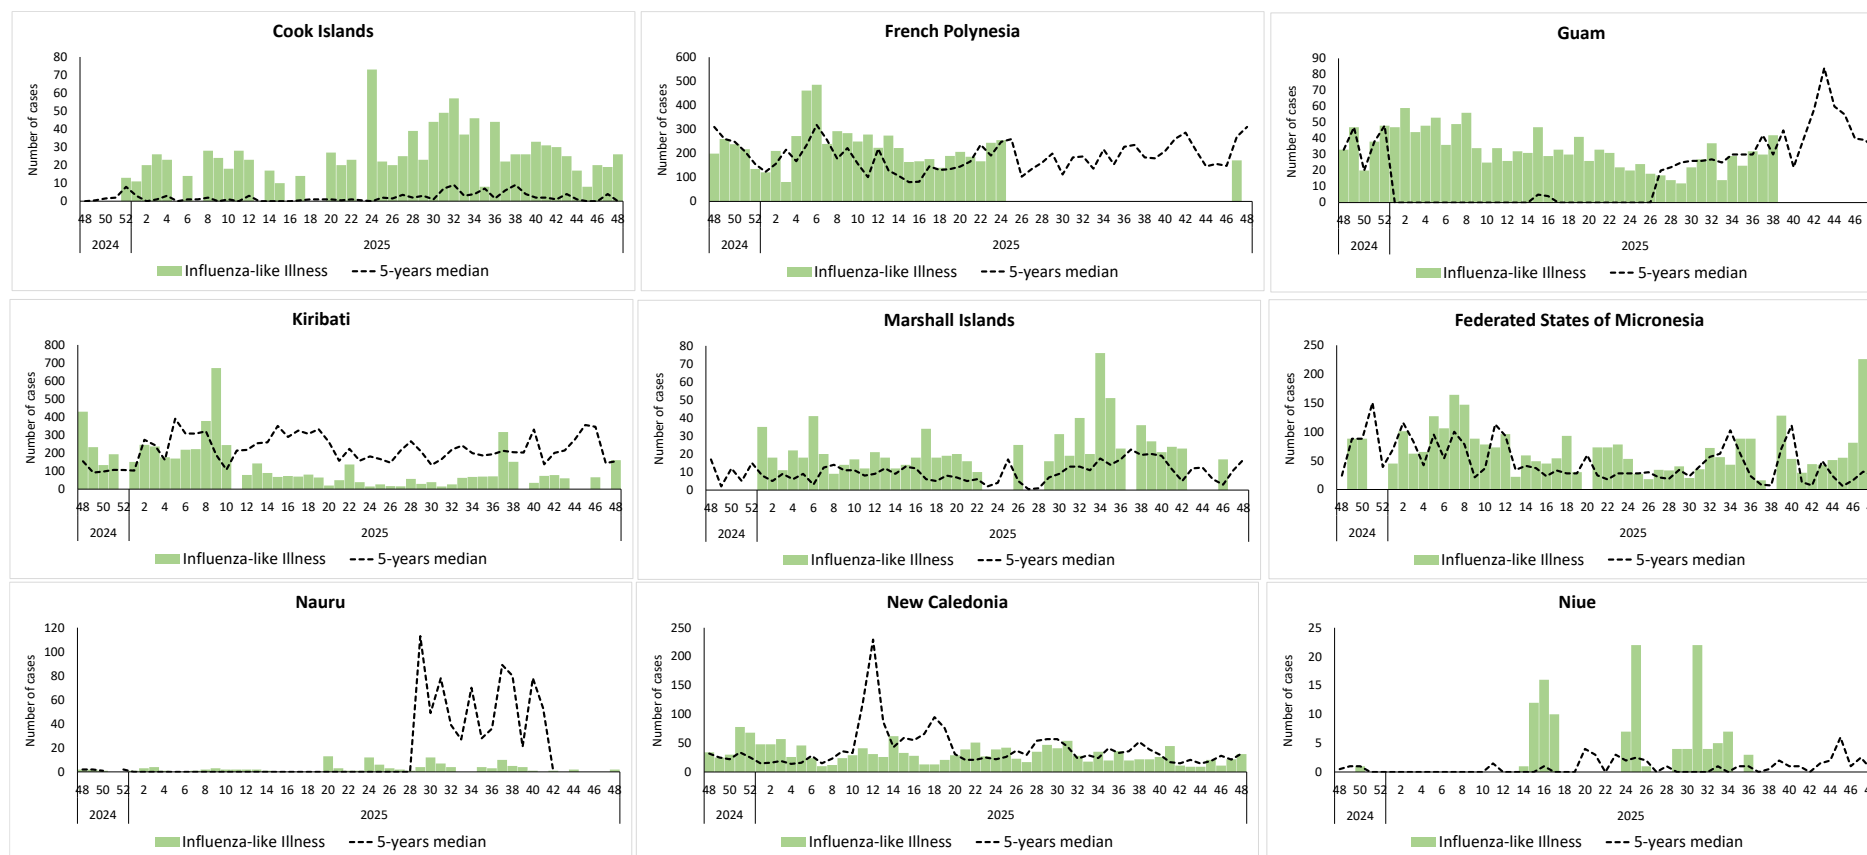 Cook Islands
Number of cases
80
70
60
50
40
30
20
10
0
48 50 52 2 4 6 8 10 12 14 16 18 20 22 24 26 28 30 32 34 36 38 40 42 44 46 48
2024 2025
Influenza-like Illness 5-years median
French Polynesia
Number of cases
600
500
400
300
200
100
0
48 50 52 2 4 6 8 10 12 14 16 18 20 22 24 26 28 30 32 34 36 38 40 42 44 46 48
2024 2025
Influenza-like Illness 5-years median
Guam
Number of cases
90
80
70
60
50
40
30
20
10
0
48 50 52 2 4 6 8 10 12 14 16 18 20 22 24 26 28 30 32 34 36 38 40 42 44 46
2024 2025
Influenza-like Illness 5-years median
Kiribati
Number of cases
800
700
600
500
400
300
200
100
0
48 50 52 2 4 6 8 10 12 14 16 18 20 22 24 26 28 30 32 34 36 38 40 42 44 46 48
2024 2025
Influenza-like Illness 5-years median
Marshall Islands
Number of cases
80
70
60
50
40
30
20
10
0
48 50 52 2 4 6 8 10 12 14 16 18 20 22 24 26 28 30 32 34 36 38 40 42 44 46 48
2024 2025
Influenza-like Illness 5-years median
Federated States of Micronesia
Number of cases
250
200
150
100
50
0
48 50 52 2 4 6 8 10 12 14 16 18 20 22 24 26 28 30 32 34 36 38 40 42 44 46
2024 2025
Influenza-like Illness 5-years median
Nauru
Number of cases
120
100
80
60
40
20
0
48 50 52 2 4 6 8 10 12 14 16 18 20 22 24 26 28 30 32 34 36 38 40 42 44 46 48
2024 2025
Influenza-like Illness 5-years median
New Caledonia
Number of cases
250
200
150
100
50
0
48 50 52 2 4 6 8 10 12 14 16 18 20 22 24 26 28 30 32 34 36 38 40 42 44 46 48
2024 2025
Influenza-like Illness 5-years median
Niue
Number of cases
25
20
15
10
5
0
48 50 52 2 4 6 8 10 12 14 16 18 20 22 24 26 28 30 32 34 36 38 40 42 44 46
2024 2025
Influenza-like Illness 5-years median